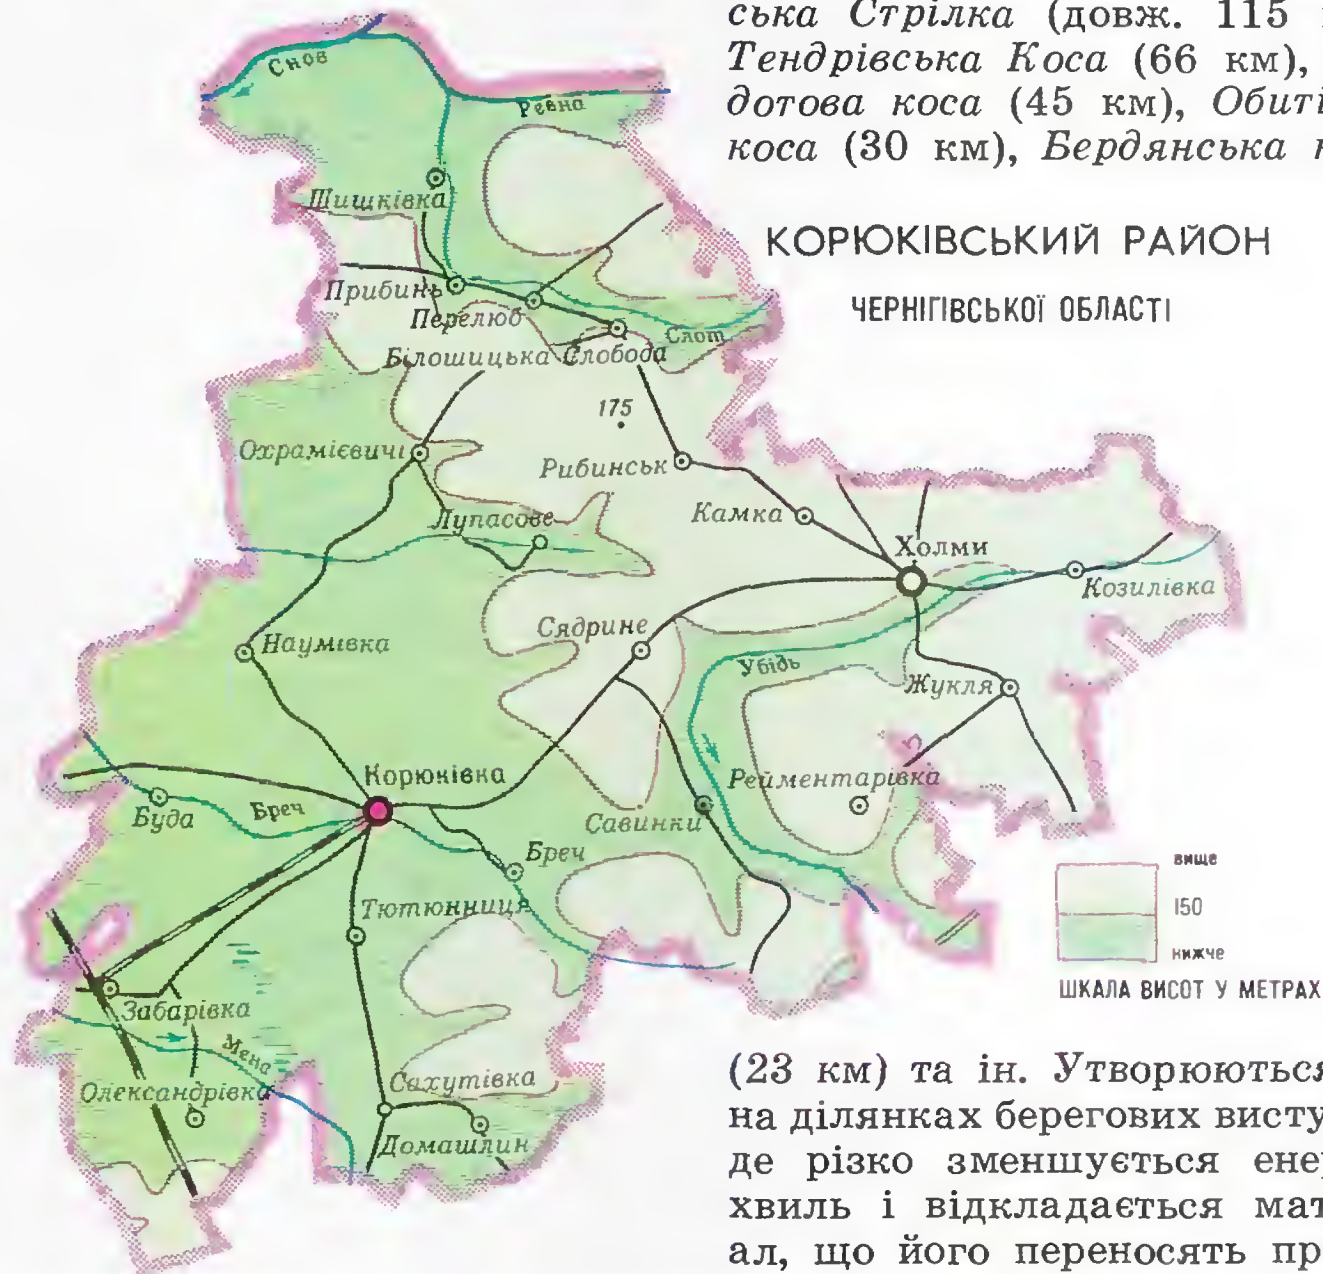 ська Стрілка (довж. 115
Тендрівська Коса (66 км),
дотова коса (45 км), Обиті
коса (30 км), Бердянська
КОРЮКІВСЬКИЙ РАЙОН
ЧЕРНІГІВСЬКОЇ ОБЛАСТІ
Снов
Ревна
Шишківка
Прибинь
Перелюб
Слот
Білошицька Слобода
175
Охрамієвичі
Рибинськ
Лупасове
Камка
Холми
Козилівка
Сядрине
Наумівка
Убідь
Жукля
Корюківка
Рейментарівка
Буда
Бреч
Савинки
Бреч
Тютюнниця
вище
150
нижче
ШКАЛА ВИСОТ У МЕТРАХ
Забарівка
Мена
Олександрівка
Сахутівка
Домашлин
(23 км) та ін. Утворюються
на ділянках берегових висту
де різко зменшується енер
хвиль і відкладається мат
ал, що його переносять пр